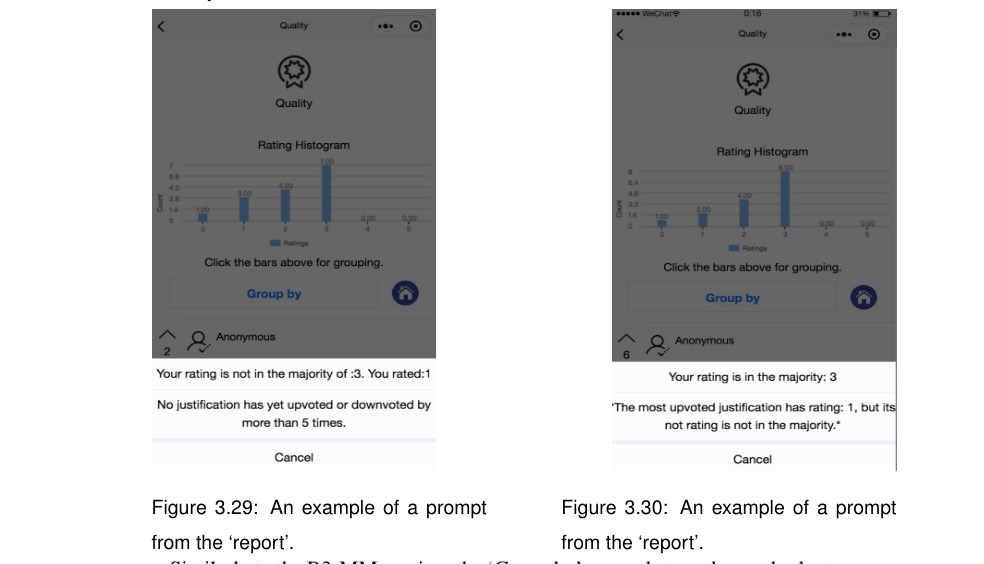 Quality
Quality
Rating Histogram
7
5.6
4.2
2.8
1.4
0
Count
1.00
3.00
4.00
7.00
0.00
0.00
0
1
2
3
4
5
Ratings
Click the bars above for grouping.
Group by
Anonymous
2
Your rating is not in the majority of :3. You rated:1
No justification has yet upvoted or downvoted by
more than 5 times.
Cancel
WeChat
0:16
31%
Quality
Quality
Rating Histogram
8
6.4
4.8
3.2
1.6
0
Count
1.00
2.00
4.00
8.00
0.00
0.00
0
1
2
3
4
5
Ratings
Click the bars above for grouping.
Group by
Anonymous
6
Your rating is in the majority: 3
"The most upvoted justification has rating: 1, but its
not rating is not in the majority."
Cancel
Figure 3.29: An example of a prompt
from the ‘report’.
Figure 3.30: An example of a prompt
from the ‘report’.